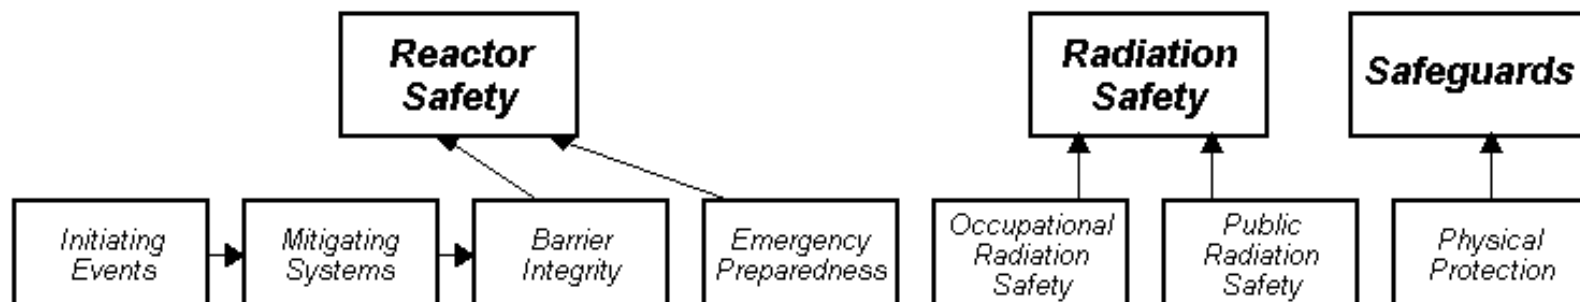 Reactor
Safety
Radiation
Safety
Safeguards
Initiating
Events
Mitigating
Systems
Barrier
Integrity
Emergency
Preparedness
Occupational
Radiation
Safety
Public
Radiation
Safety
Physical
Protection